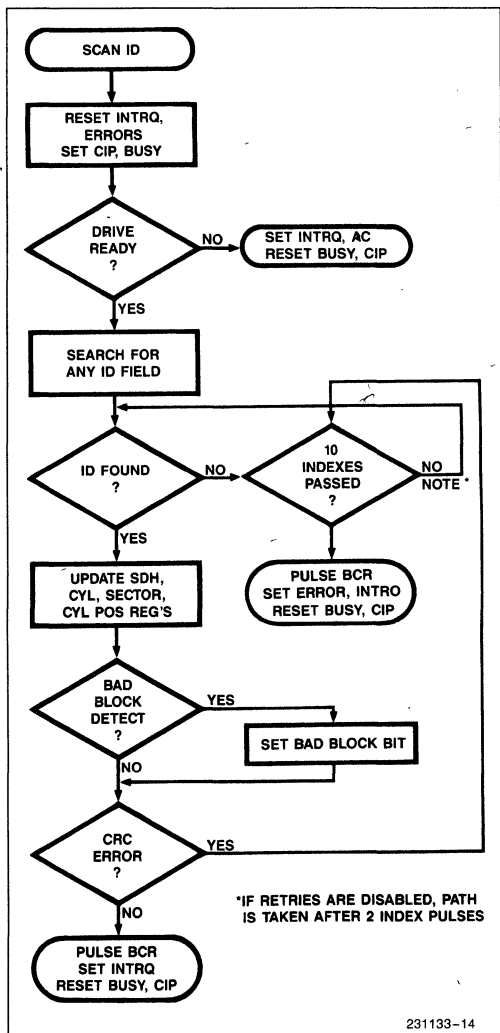 SCAN ID
RESET INTRQ,
ERRORS
SET CIP, BUSY
DRIVE
READY
?
NO
SET INTRQ, AC
RESET BUSY, CIP
YES
SEARCH FOR
ANY ID FIELD
ID FOUND
?
NO
10
INDEXES
PASSED
?
NO
NOTE *
YES
PULSE BCR
SET ERROR, INTRO
RESET BUSY, CIP
UPDATE SDH,
CYL, SECTOR,
CYL POS REG'S
BAD
BLOCK
DETECT
?
YES
SET BAD BLOCK BIT
NO
CRC
ERROR
?
YES
NO
*IF RETRIES ARE DISABLED, PATH
IS TAKEN AFTER 2 INDEX PULSES
PULSE BCR
SET INTRQ
RESET BUSY, CIP
231133-14